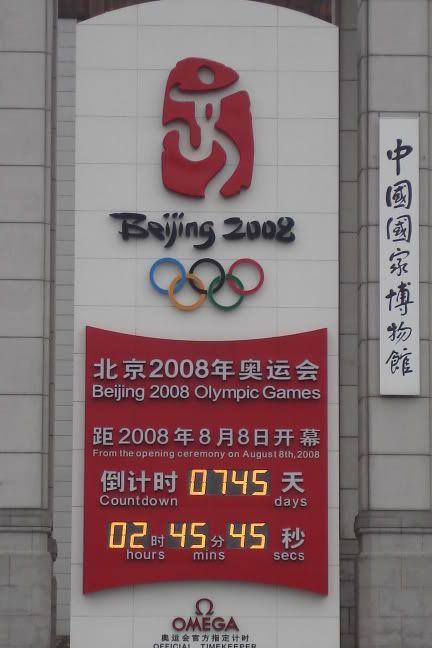 Beijing 2008
北京2008年奥运会
Beijing 2008 Olympic Games
距2008年8月8日开幕
From the opening ceremony on August 8th, 2008
倒计时 0745 天
Countdown days
02 时 45 分 45 秒
hours mins secs
Ω
OMEGA
奥运会官方指定计时
OFFICIAL TIMEKEEPER
中國國家博物館